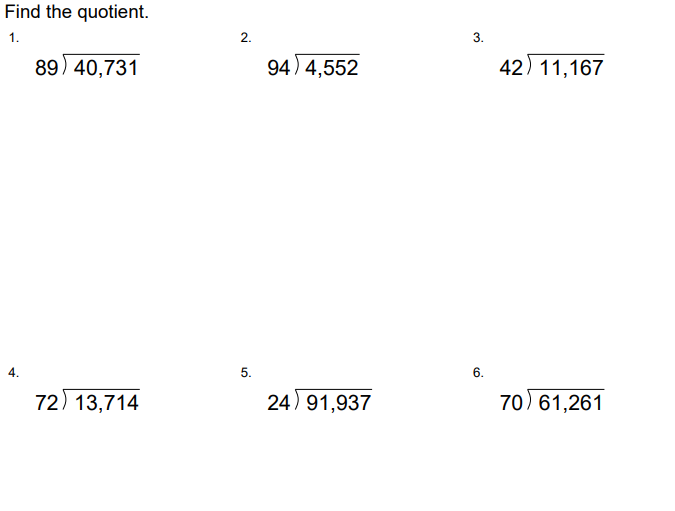 Find the quotient.
1. 2. 3.
89) 40,731 94) 4,552 42) 11,167
4. 5. 6.
72) 13,714 24) 91,937 70) 61,261